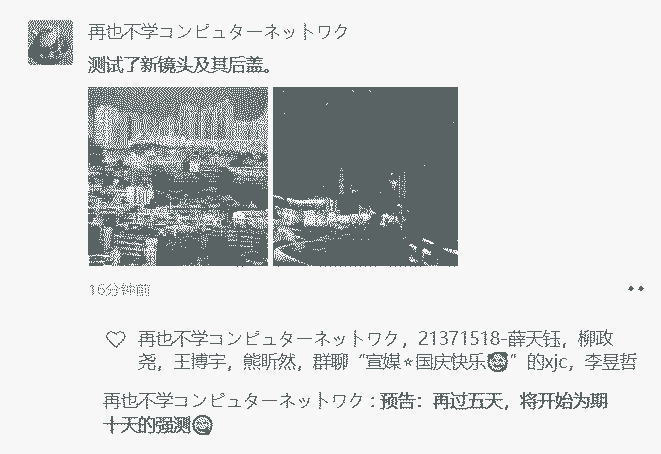 再也不学コンピュターネットワク
测试了新镜头及其后盖。
16分钟前
再也不学コンピュターネットワク，21371518-薛天钰，柳政
尧，王博宇，熊昕然，群聊“宣媒⭐国庆快乐”的xjc，李昱哲
再也不学コンピュターネットワク：预告：再过五天，将开始为期
十天的强测